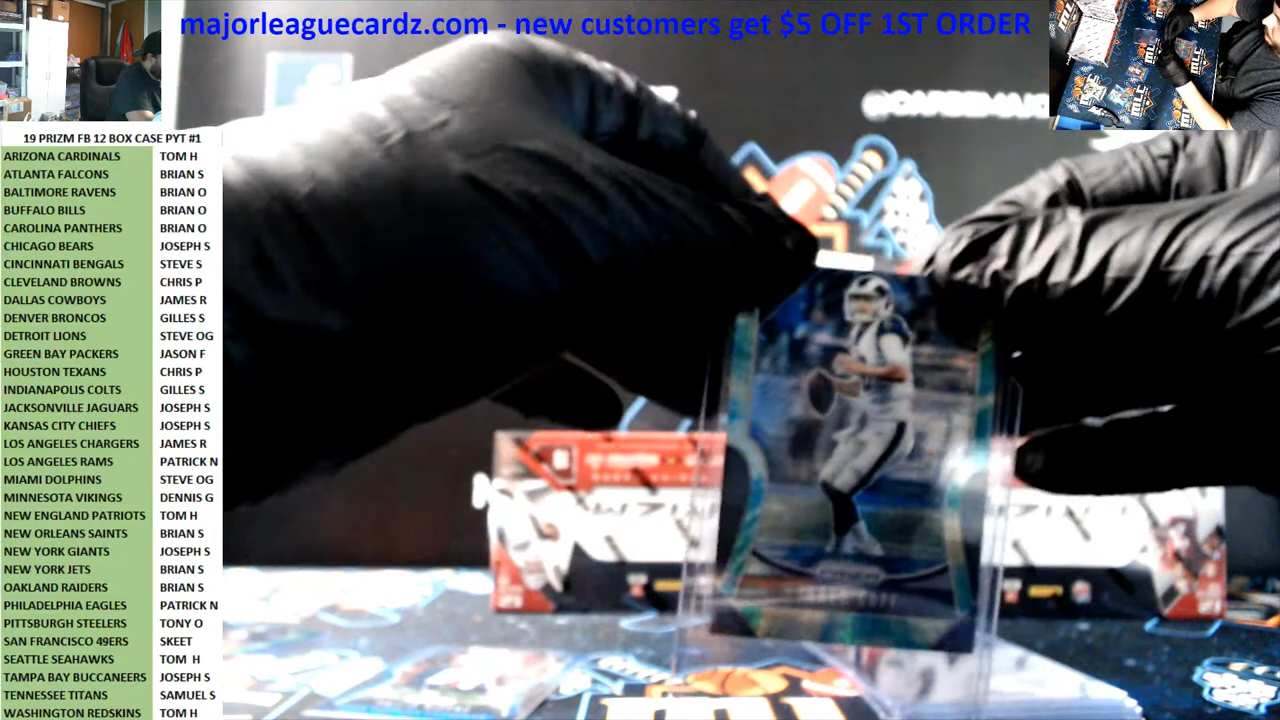 majorleaguecardz.com - new customers get $5 OFF 1ST ORDER
19 PRIZM FB 12 BOX CASE PYT #1
ARIZONA CARDINALS TOM H
ATLANTA FALCONS BRIAN S
BALTIMORE RAVENS BRIAN O
BUFFALO BILLS BRIAN O
CAROLINA PANTHERS BRIAN O
CHICAGO BEARS JOSEPH S
CINCINNATI BENGALS STEVE S
CLEVELAND BROWNS CHRIS P
DALLAS COWBOYS JAMES R
DENVER BRONCOS GILLES S
DETROIT LIONS STEVE OG
GREEN BAY PACKERS JASON F
HOUSTON TEXANS CHRIS P
INDIANAPOLIS COLTS GILLES S
JACKSONVILLE JAGUARS JOSEPH S
KANSAS CITY CHIEFS JOSEPH S
LOS ANGELES CHARGERS JAMES R
LOS ANGELES RAMS PATRICK N
MIAMI DOLPHINS STEVE OG
MINNESOTA VIKINGS DENNIS G
NEW ENGLAND PATRIOTS TOM H
NEW ORLEANS SAINTS BRIAN S
NEW YORK GIANTS JOSEPH S
NEW YORK JETS BRIAN S
OAKLAND RAIDERS BRIAN S
PHILADELPHIA EAGLES PATRICK N
PITTSBURGH STEELERS TONY O
SAN FRANCISCO 49ERS SKEET
SEATTLE SEAHAWKS TOM H
TAMPA BAY BUCCANEERS JOSEPH S
TENNESSEE TITANS SAMUEL S
WASHINGTON REDSKINS TOM H